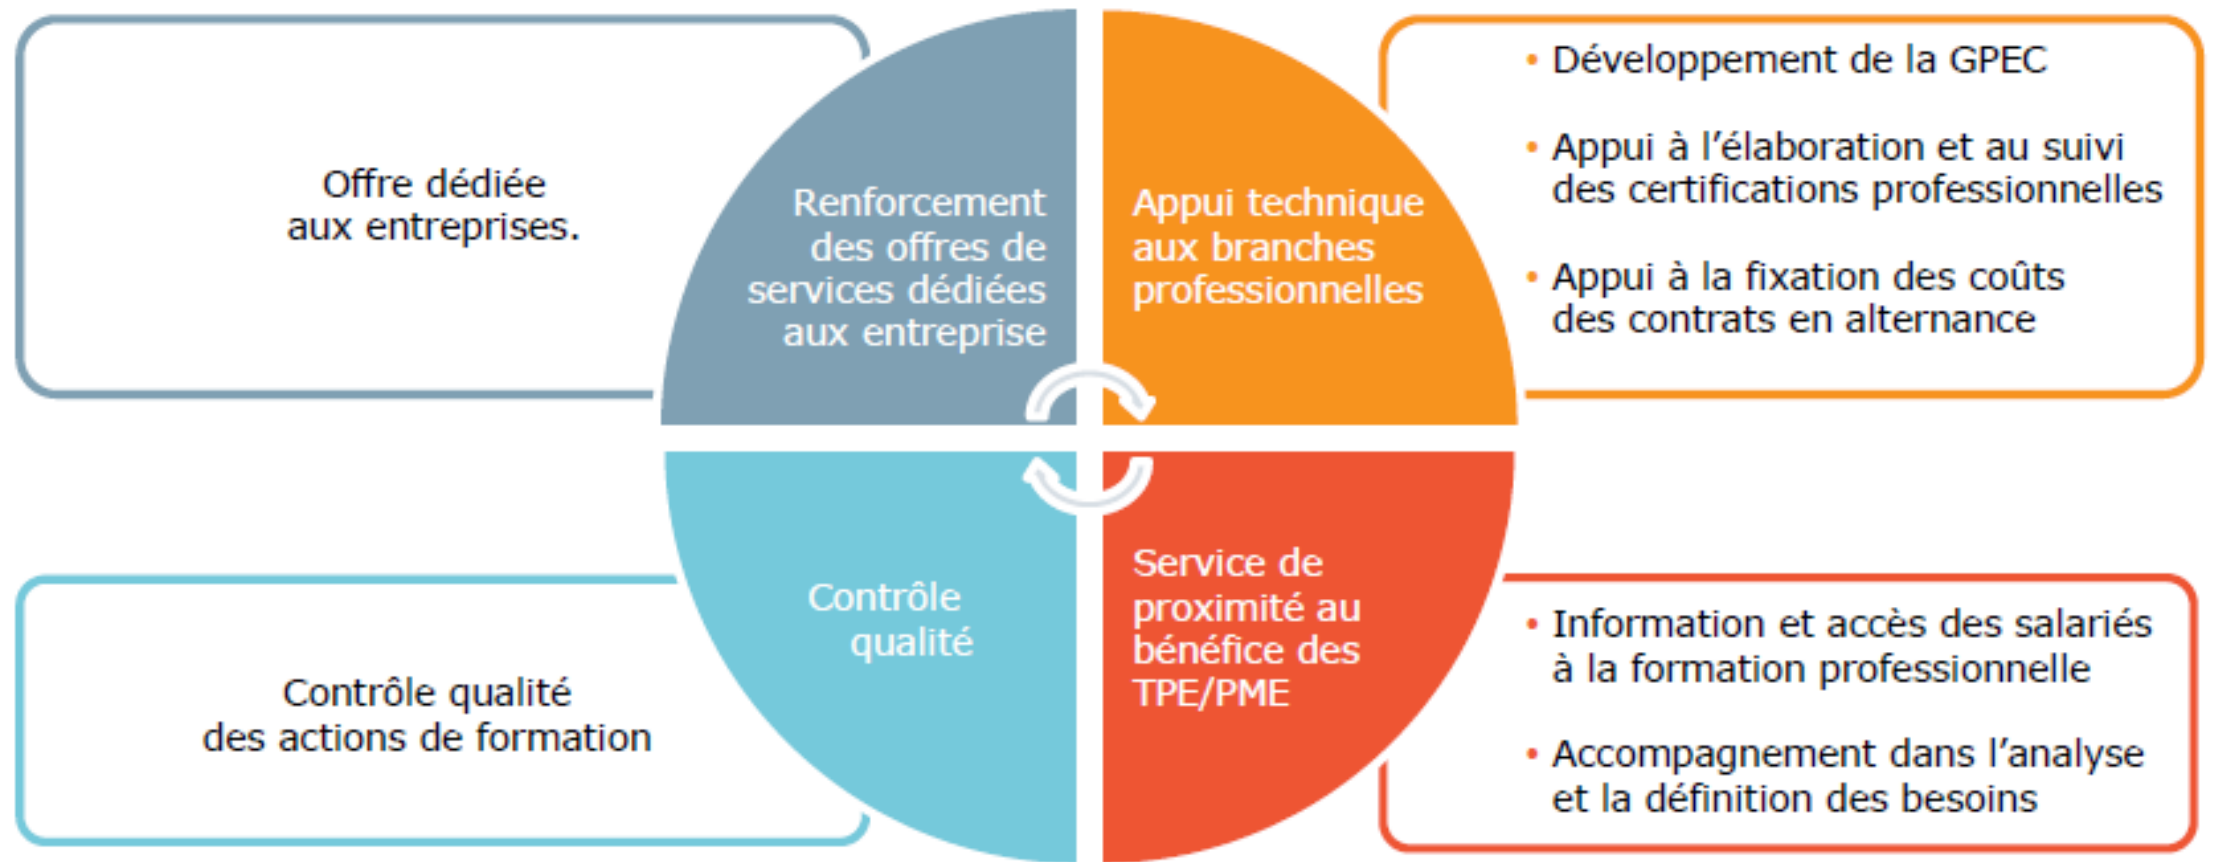 Offre dédiée
aux entreprises.
Renforcement
des offres de
services dédiées
aux entreprise
Appui technique
aux branches
professionnelles
• Développement de la GPEC
• Appui à l’élaboration et au suivi
des certifications professionnelles
• Appui à la fixation des coûts
des contrats en alternance
Contrôle qualité
des actions de formation
Contrôle
qualité
Service de
proximité au
bénéfice des
TPE/PME
• Information et accès des salariés
à la formation professionnelle
• Accompagnement dans l’analyse
et la définition des besoins